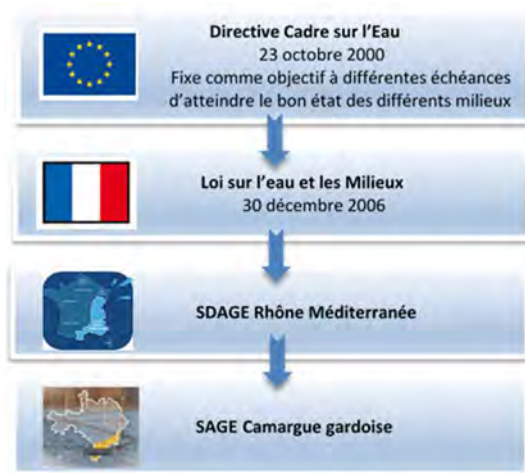 Directive Cadre sur l’Eau
23 octobre 2000
Fixe comme objectif à différentes échéances
d’atteindre le bon état des différents milieux
Loi sur l’eau et les Milieux
30 décembre 2006
SDAGE Rhône Méditerranée
SAGE Camargue gardoise